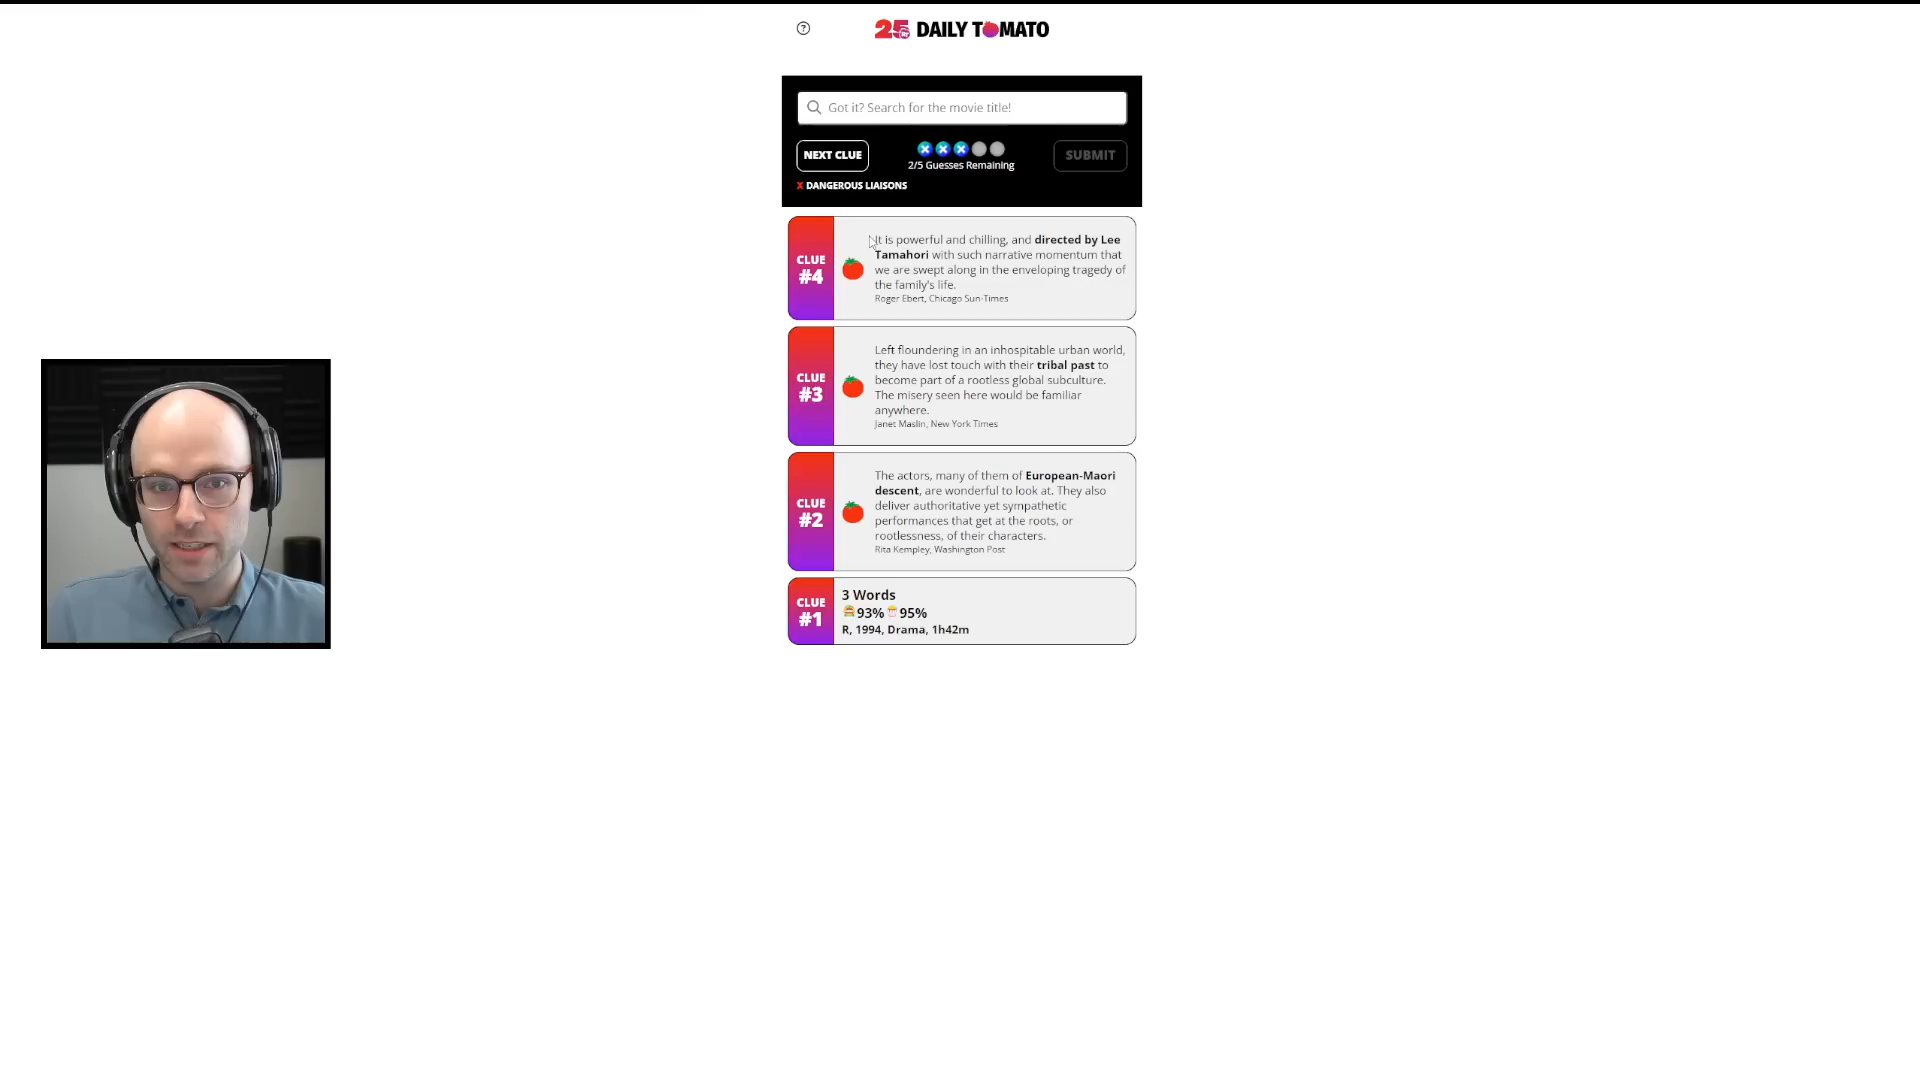 25 DAILY TOMATO
Got it? Search for the movie title!
NEXT CLUE
2/5 Guesses Remaining
SUBMIT
X DANGEROUS LIAISONS
CLUE
#4
It is powerful and chilling, and directed by Lee
Tamahori with such narrative momentum that
we are swept along in the enveloping tragedy of
the family's life.
Roger Ebert, Chicago Sun-Times
CLUE
#3
Left floundering in an inhospitable urban world,
they have lost touch with their tribal past to
become part of a rootless global subculture.
The misery seen here would be familiar
anywhere.
Janet Maslin, New York Times
CLUE
#2
The actors, many of them of European-Maori
descent, are wonderful to look at. They also
deliver authoritative yet sympathetic
performances that get at the roots, or
rootlessness, of their characters.
Rita Kempley, Washington Post
CLUE
#1
3 Words
93% 95%
R, 1994, Drama, 1h42m